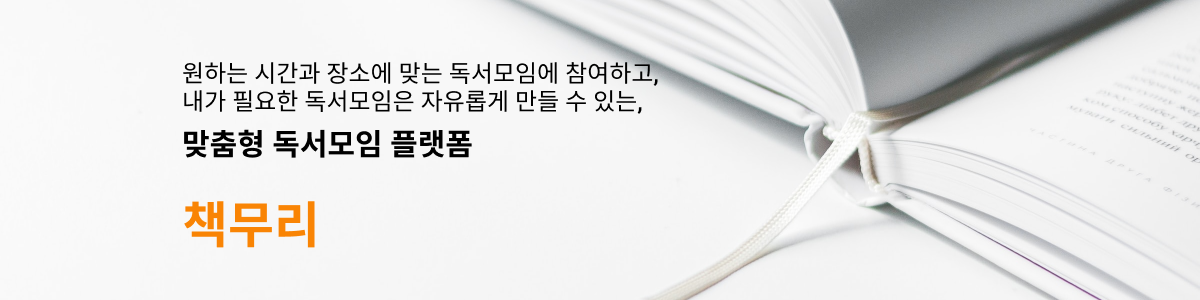 원하는 시간과 장소에 맞는 독서모임에 참여하고,
내가 필요한 독서모임은 자유롭게 만들 수 있는,
맞춤형 독서모임 플랫폼
책무리